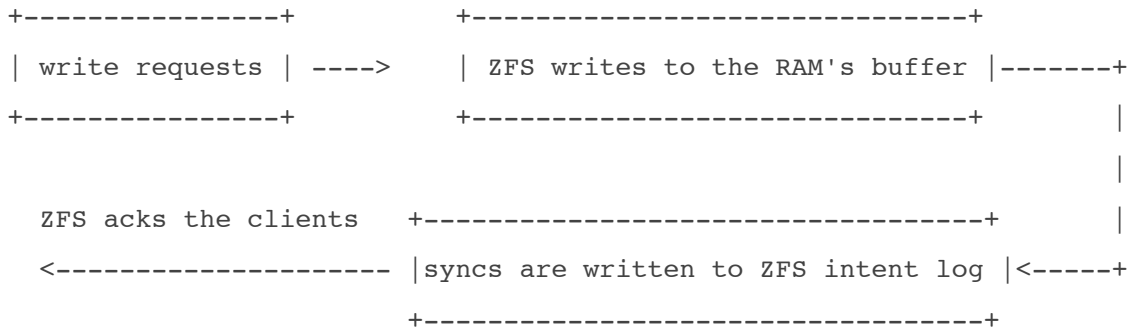 +----------------+          +-------------------------------+
| write requests | ---->    | ZFS writes to the RAM's buffer |-------+
+----------------+          +-------------------------------+        |
|
ZFS acks the clients   +-----------------------------------+       |
<--------------------- |syncs are written to ZFS intent log |<-----+
+-----------------------------------+